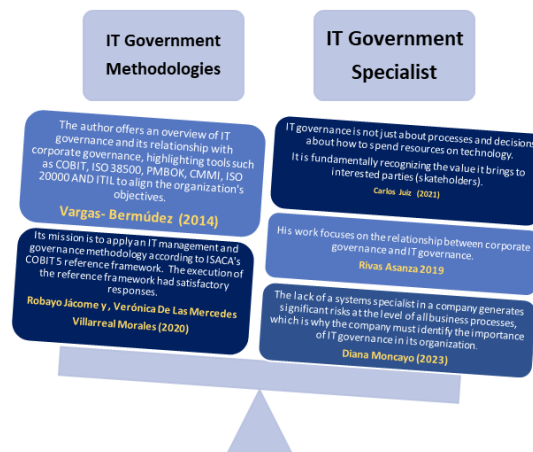 IT Government
Methodologies
The author offers an overview of IT
governance and its relationship with
corporate governance, highlighting tools such
as COBIT, ISO 38500, PMBOK, CMMI, ISO
20000 AND ITIL to align the organization's
objectives.
Vargas- Bermúdez (2014)
Its mission is to apply an IT management and
governance methodology according to ISACA's
COBIT 5 reference framework. The execution of
the reference framework had satisfactory
responses.
Robayo Jácome y , Verónica De Las Mercedes
Villarreal Morales (2020)
IT Government
Specialist
IT governance is not just about processes and decisions
about how to spend resources on technology.
It is fundamentally recognizing the value it brings to
interested parties (skateholders).
Carlos Juiz (2021)
His work focuses on the relationship between corporate
governance and IT governance.
Rivas Asanza 2019
The lack of a systems specialist in a company generates
significant risks at the level of all business processes,
which is why the company must identify the importance
of IT governance in its organization.
Diana Moncayo (2023)